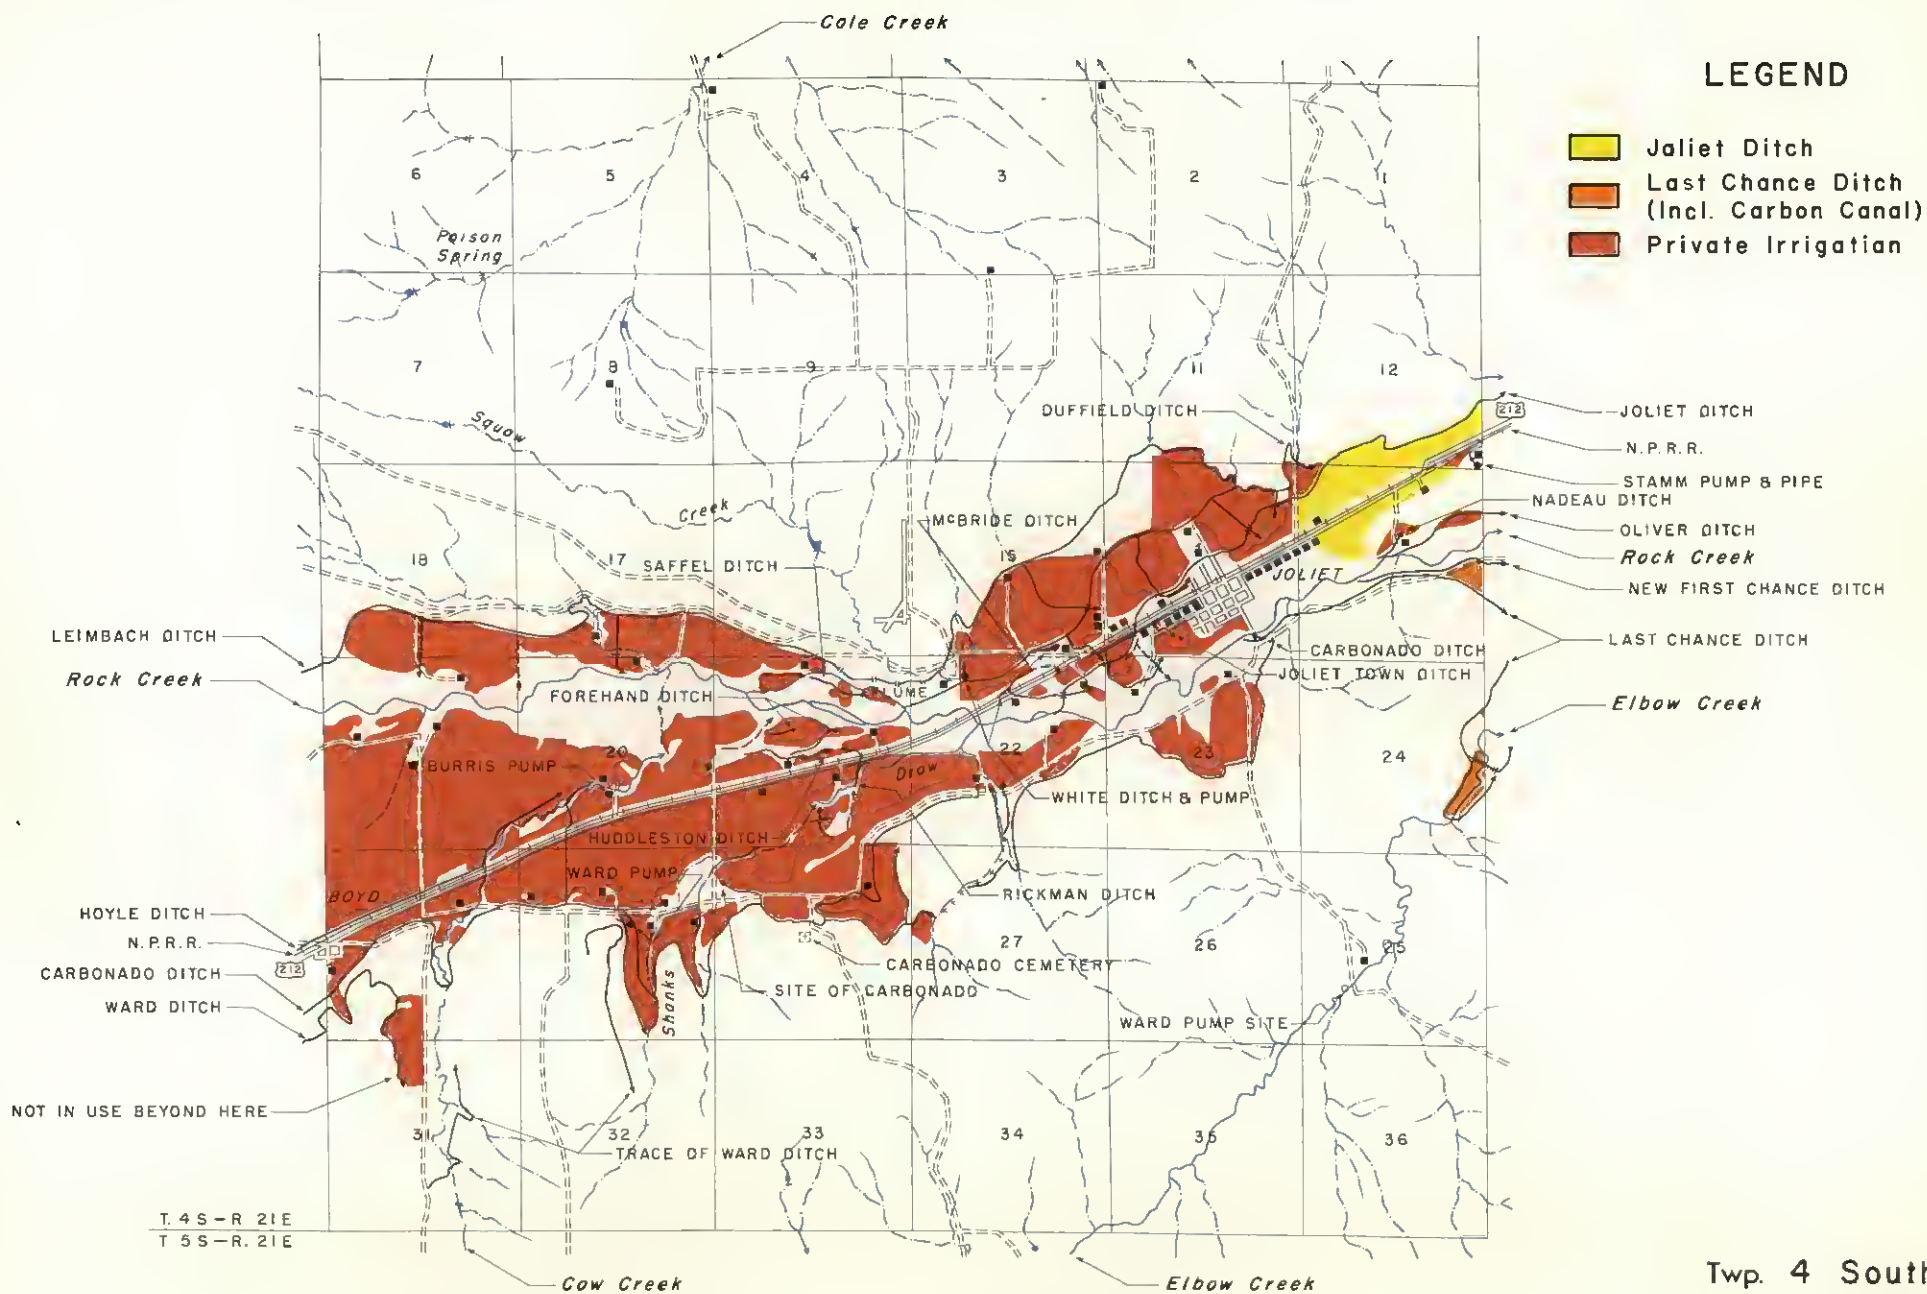 Cole Creek
LEGEND
Joliet Ditch
Last Chance Ditch
(Incl. Carbon Canal)
Private Irrigation
6
5
4
3
2
1
Poison
Spring
7
8
9
11
12
Squaw
Creek
DUFFIELD DITCH
JOLIET DITCH
212
N.P.R.R.
STAMM PUMP & PIPE
NADEAU DITCH
OLIVER DITCH
Rock Creek
NEW FIRST CHANCE DITCH
LAST CHANCE DITCH
McBRIDE DITCH
18
17
SAFFEL DITCH
15
JOLIET
LEIMBACH DITCH
Rock Creek
CARBONADO DITCH
JOLIET TOWN DITCH
FOREHAND DITCH
FLUME
Elbow Creek
20
22
23
24
BURRIS PUMP
Draw
WHITE DITCH & PUMP
HUDDLESTON DITCH
WARD PUMP
RICKMAN DITCH
BOYD
HOYLE DITCH
N.P.R.R.
212
CARBONADO DITCH
WARD DITCH
27
26
25
CARBONADO CEMETERY
SITE OF CARBONADO
Shanks
WARD PUMP SITE
NOT IN USE BEYOND HERE
31
32
33
34
35
36
TRACE OF WARD DITCH
T. 4 S-R 21E
T 5 S-R. 21E
Cow Creek
Elbow Creek
Twp. 4 South